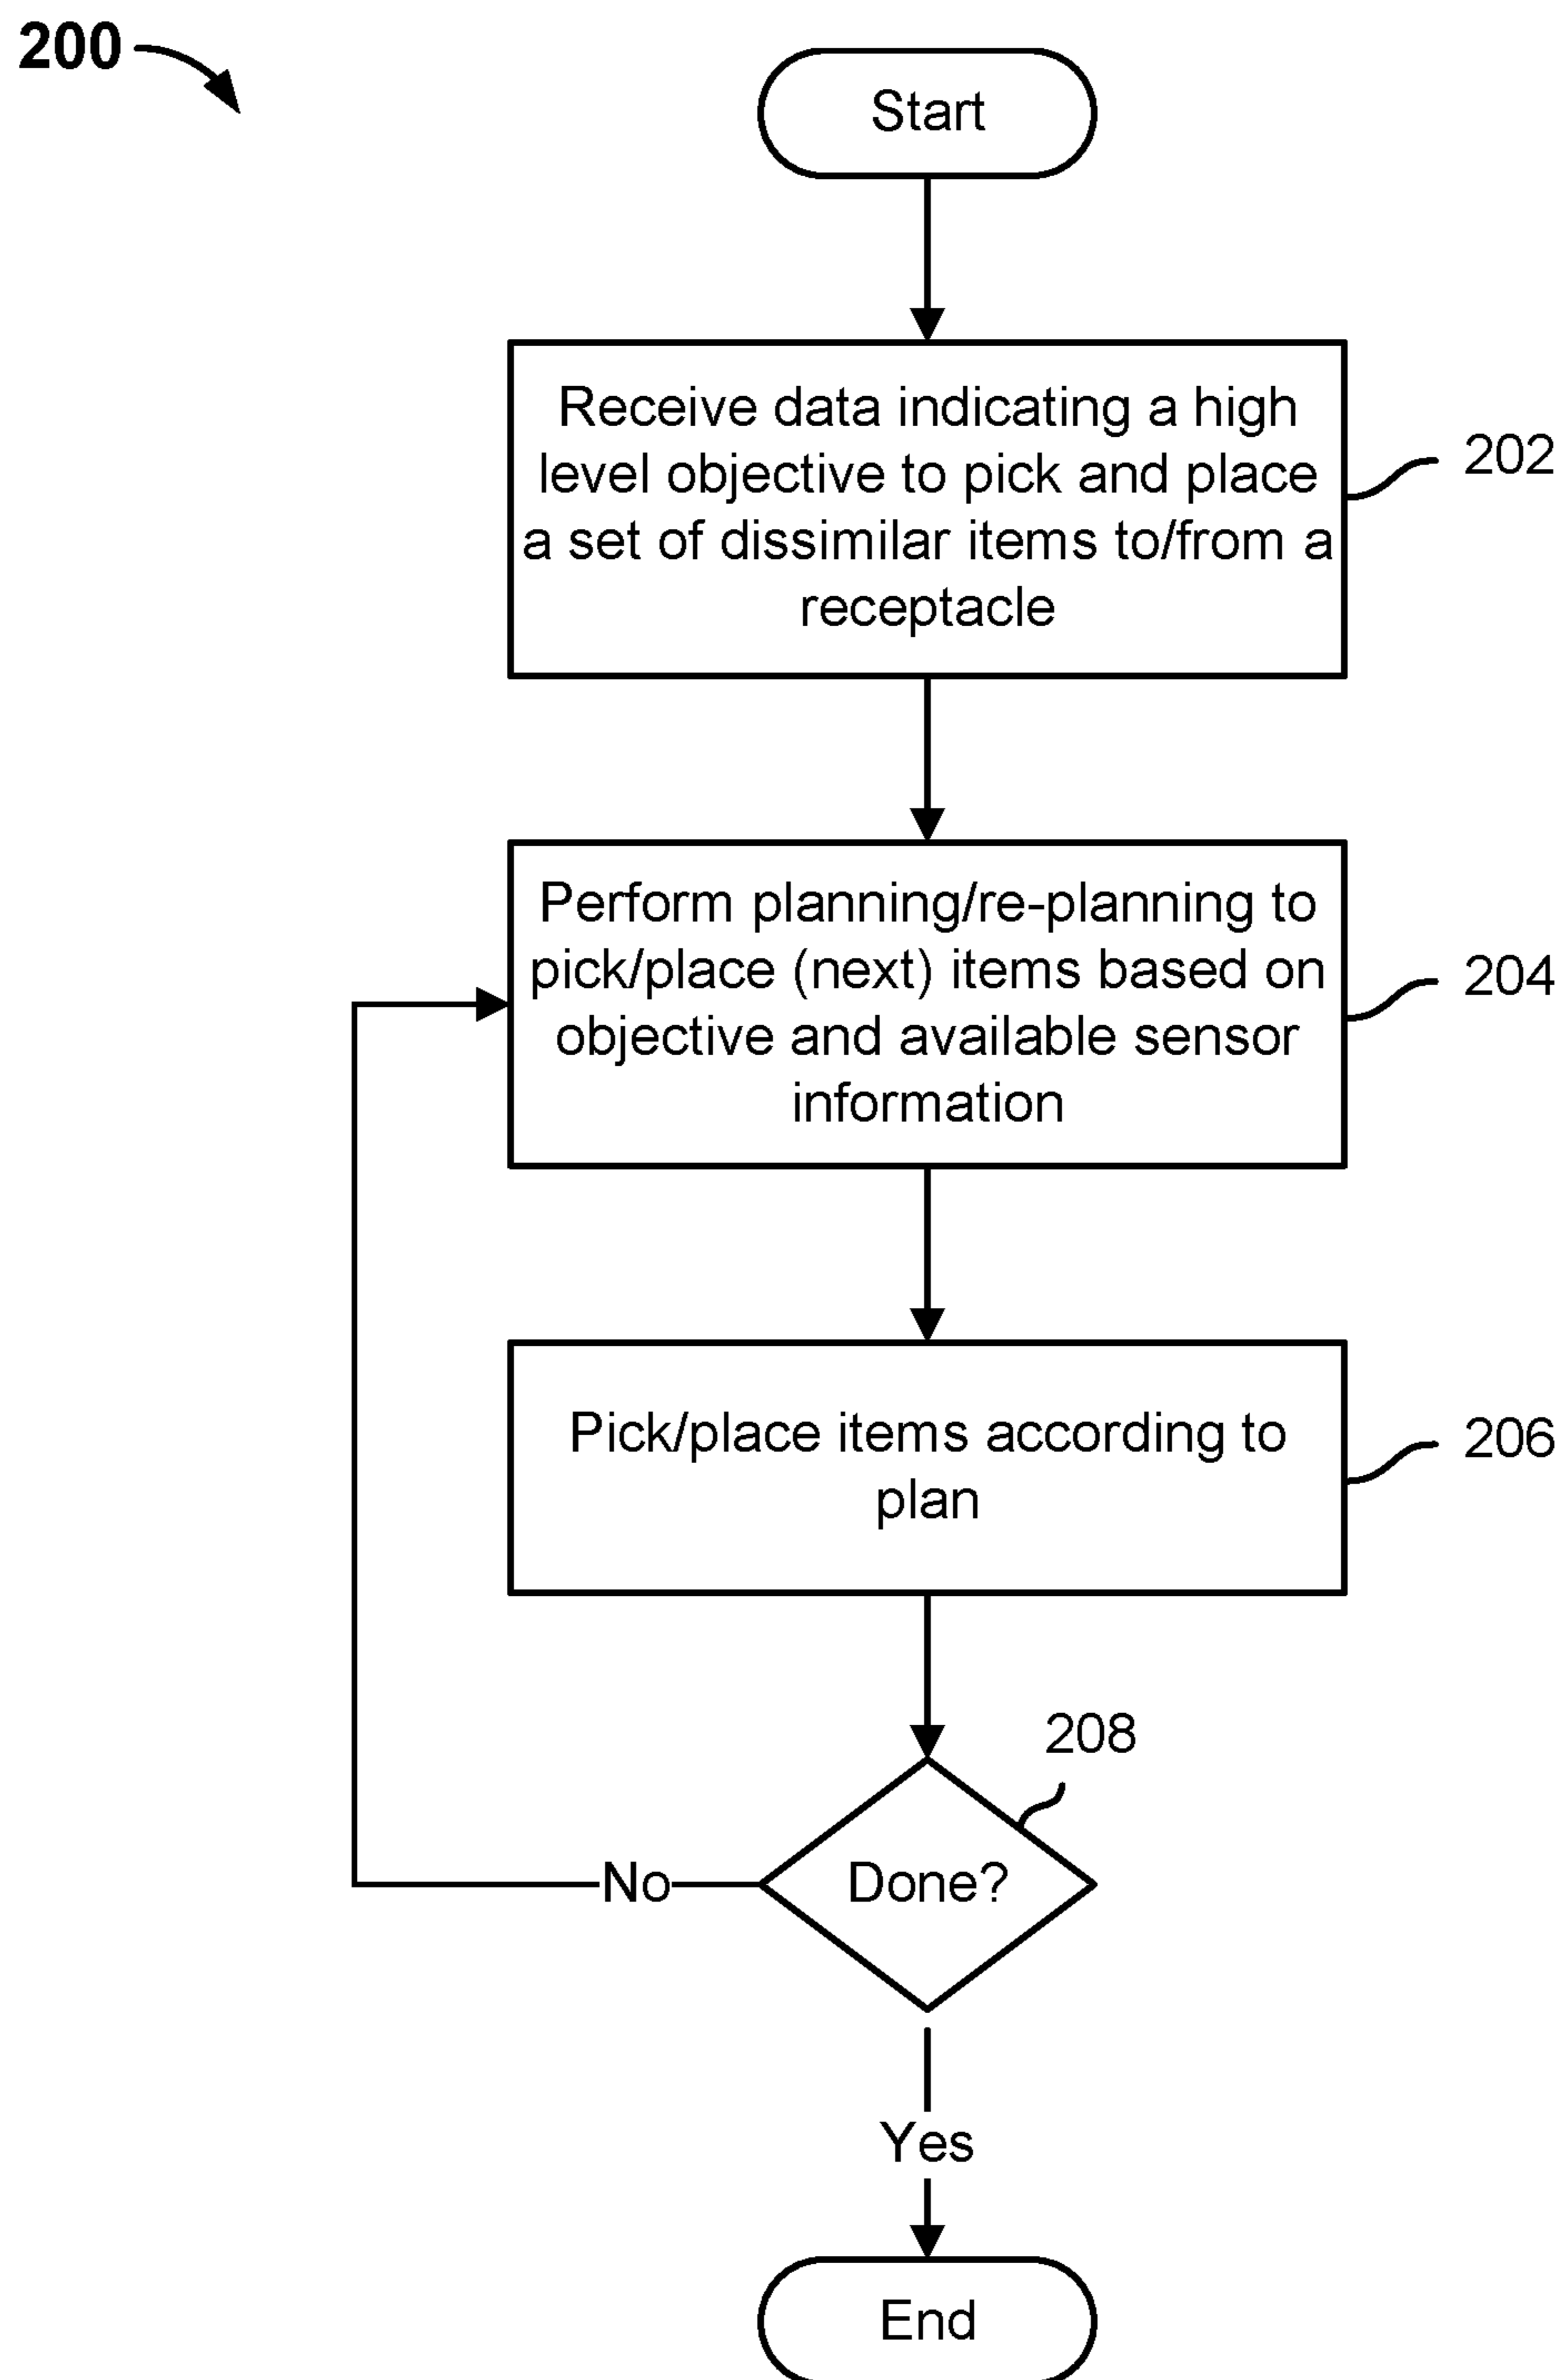 200
Start
Receive data indicating a high
level objective to pick and place
a set of dissimilar items to/from a
receptacle
202
Perform planning/re-planning to
pick/place (next) items based on
objective and available sensor
information
204
Pick/place items according to
plan
206
208
Done?
No
Yes
End